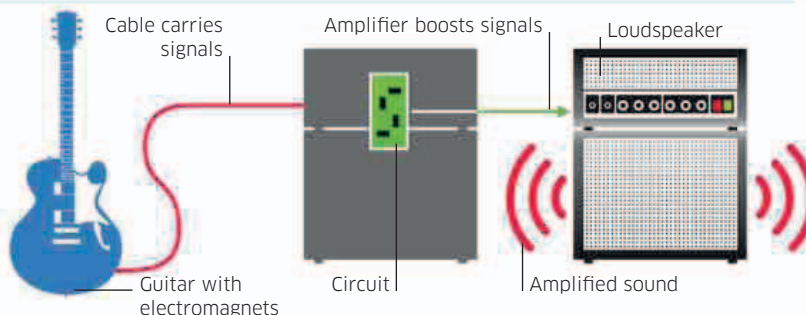 Cable carries
signals
Amplifier boosts signals
Loudspeaker
Guitar with
electromagnets
Circuit
Amplified sound